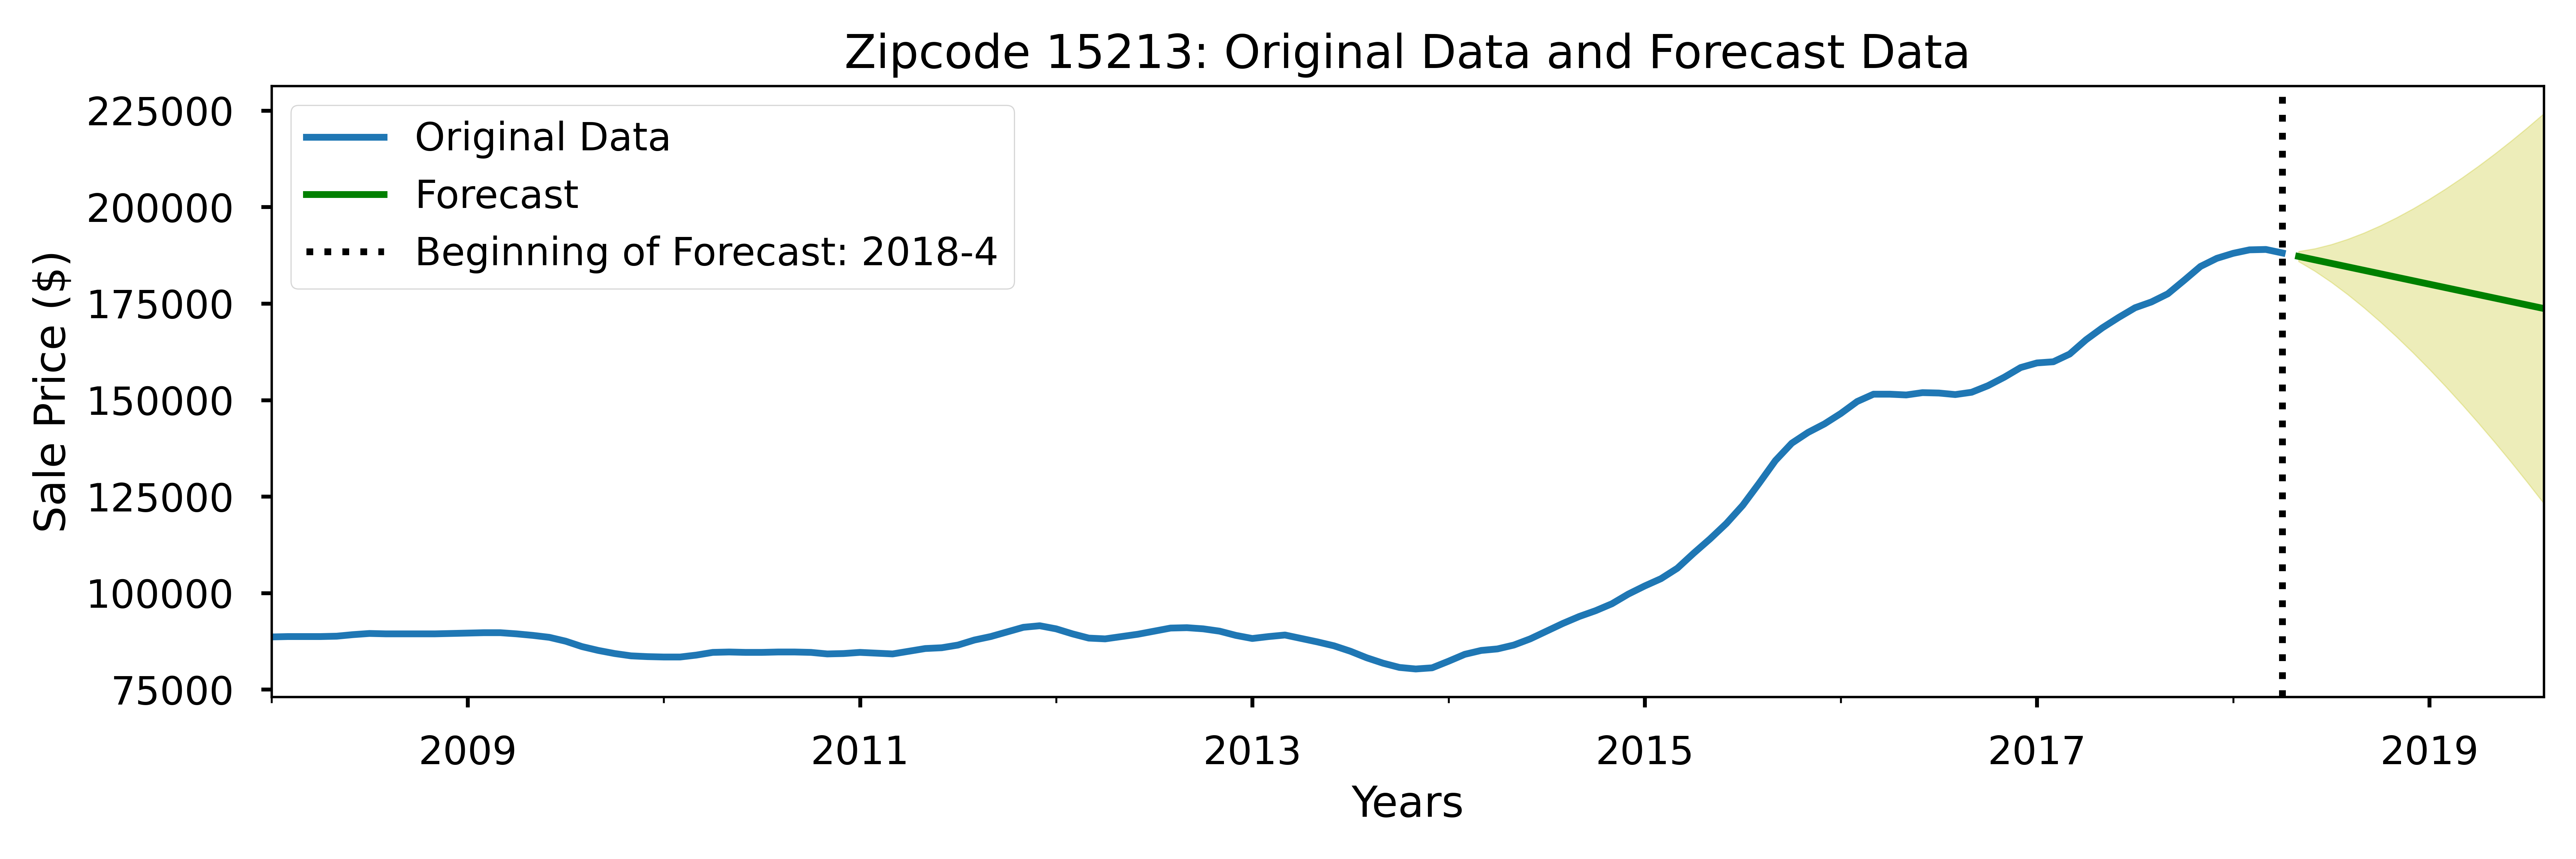 Zipcode 15213: Original Data and Forecast Data
225000
200000
175000
150000
125000
100000
75000
Sale Price ($)
Original Data
Forecast
Beginning of Forecast: 2018-4
2009
2011
2013
2015
2017
2019
Years